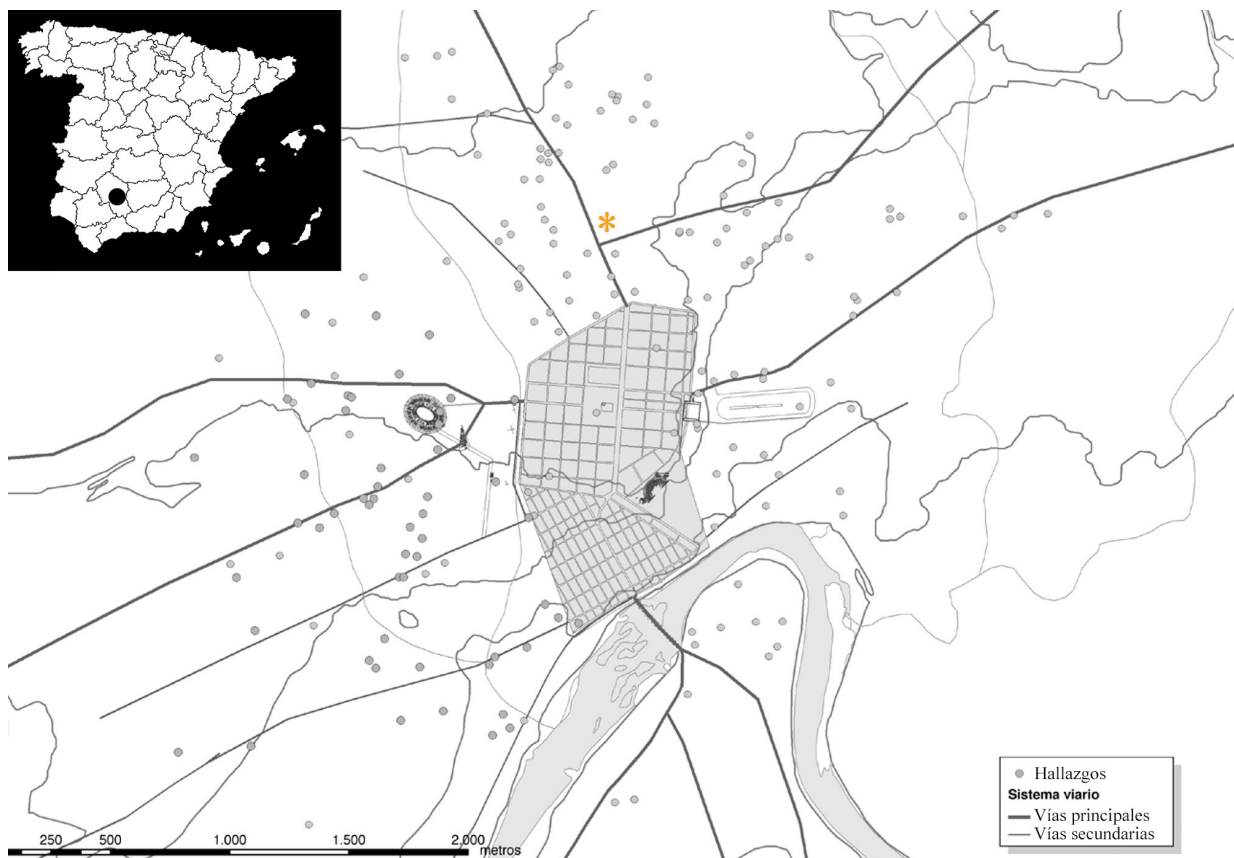 Hallazgos
Sistema viario
Vías principales
Vías secundarias
250 500 1.000 1.500 2.000
metros